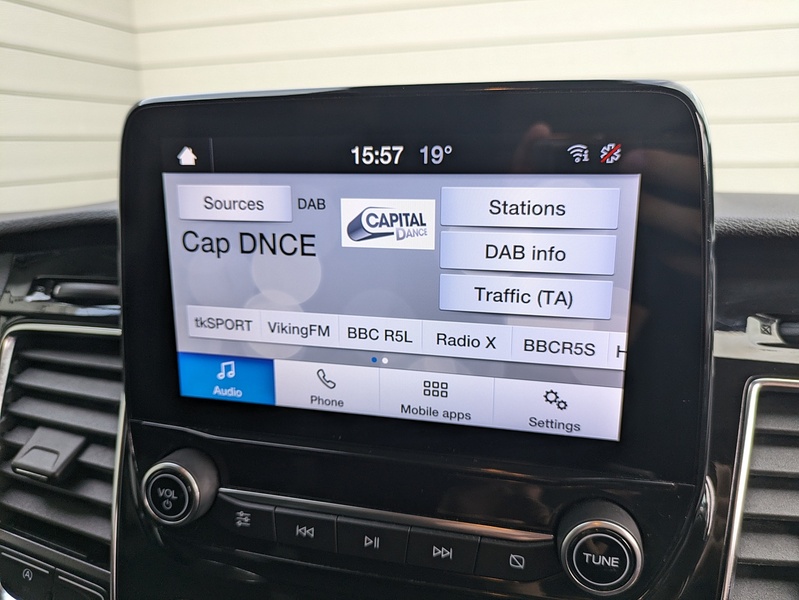 15:57 19°
Sources DAB
CAPITAL
DANCE
Stations
Cap DNCE
DAB info
Traffic (TA)
tkSPORT VikingFM BBC R5L Radio X BBCR5S H
Audio Phone Mobile apps Settings
VOL
TUNE
A